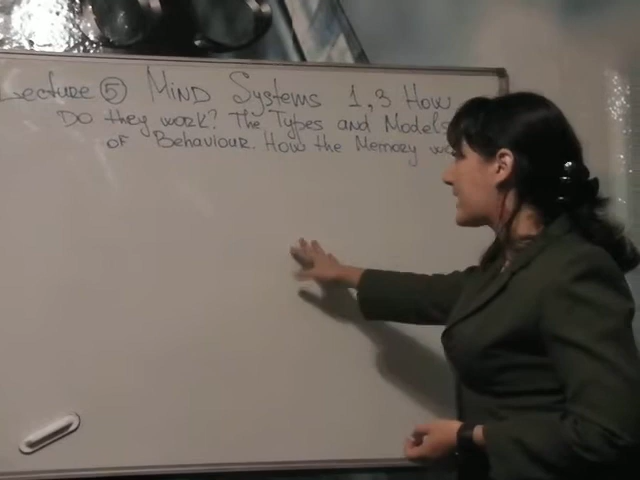 Lecture ⑤ Mind Systems 1,3 How
Do they work? The Types and Models
of Behaviour. How the Memory